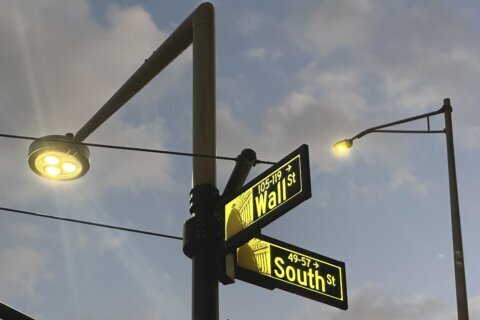 105-119 →
Wall St
49-57 →
South St